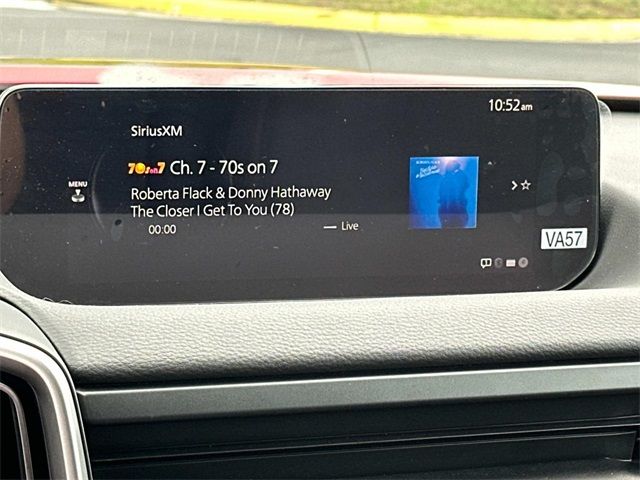 10:52am
SiriusXM
70s on 7 Ch. 7 - 70s on 7
MENU
Roberta Flack & Donny Hathaway
The Closer I Get To You (78)
00:00
Live
VA57